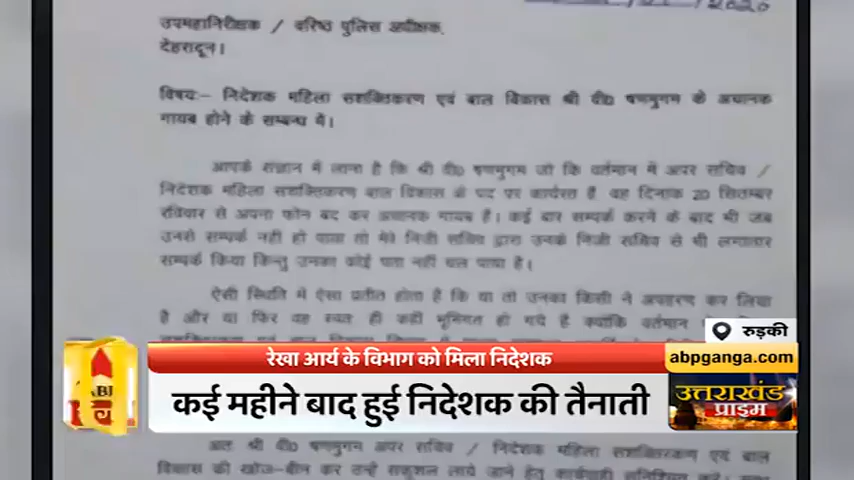 2020
उपमहानिरीक्षक / वरिष्ठ पुलिस अधीक्षक,
देहरादून।
विषयः- निदेशक महिला सशक्तिकरण एवं बाल विकास श्री वी0 षणमुगम के अचानक
गायब होने के सम्बन्ध में।
आपके संज्ञान में लाना है कि श्री वी0 षणमुगम जो कि वर्तमान में अपर सचिव /
निदेशक महिला सशक्तिकरण बाल विकास के पद पर कार्यरत हैं वह दिनांक 20 सितम्बर
रविवार से अपना फोन बंद कर अचानक गायब हैं। कई बार सम्पर्क करने के बाद भी जब
उनसे सम्पर्क नहीं हो पाया तो मेरे निजी सचिव द्वारा उनके निजी सचिव से भी लगातार
सम्पर्क किया किन्तु उनका कोई पता नहीं चल पाया है।
ऐसी स्थिति में ऐसा प्रतीत होता है कि या तो उनका किसी ने अपहरण कर लिया
है और या फिर वह स्वतः ही कहीं भूमिगत हो गये हैं क्योंकि वर्तमान
रुड़की
रेखा आर्य के विभाग को मिला निदेशक
abpganga.com
कई महीने बाद हुई निदेशक की तैनाती
उत्तराखंड
प्राइम
अतः श्री वी0 षणमुगम अपर सचिव / निदेशक महिला सशक्तिकरण एवं बाल
विकास की खोज-बीन कर उन्हें सकुशल लाये जाने हेतु कार्यवाही सुनिश्चित करें।